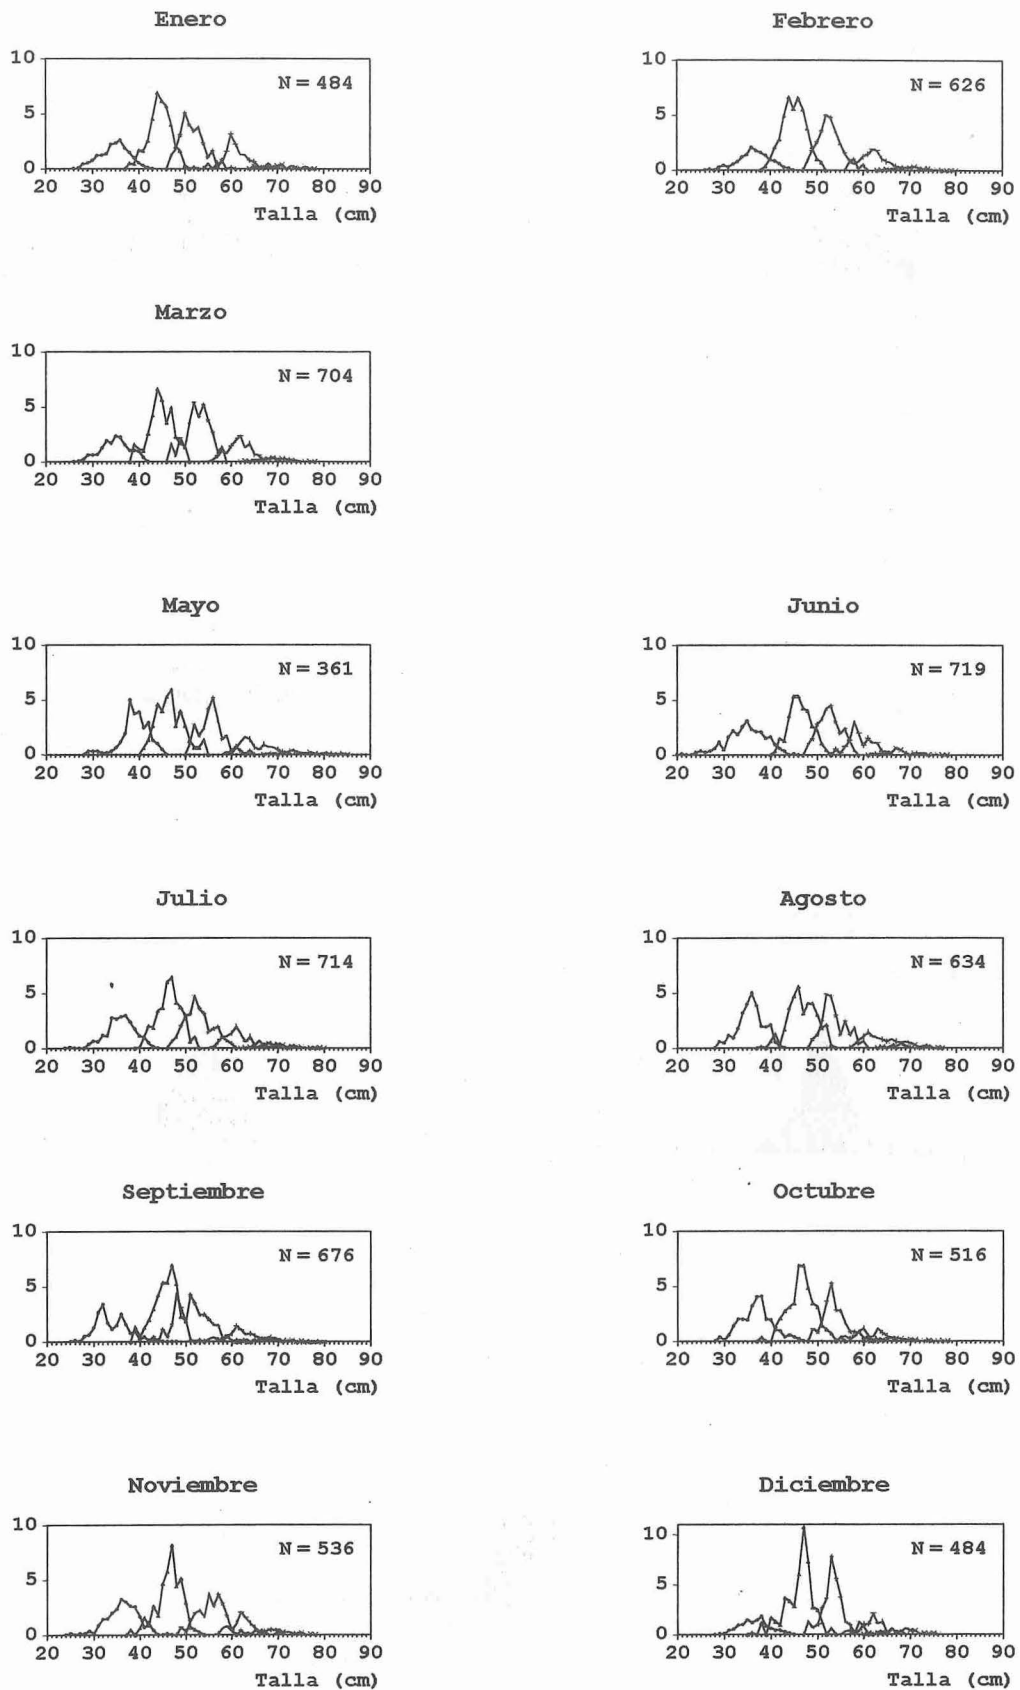 Enero
10
N = 484
5
0
20 30 40 50 60 70 80 90
Talla (cm)
Febrero
10
N = 626
5
0
20 30 40 50 60 70 80 90
Talla (cm)
Marzo
10
N = 704
5
0
20 30 40 50 60 70 80 90
Talla (cm)
Mayo
10
N = 361
5
0
20 30 40 50 60 70 80 90
Talla (cm)
Junio
10
N = 719
5
0
20 30 40 50 60 70 80 90
Talla (cm)
Julio
10
N = 714
5
0
20 30 40 50 60 70 80 90
Talla (cm)
Agosto
10
N = 634
5
0
20 30 40 50 60 70 80 90
Talla (cm)
Septiembre
10
N = 676
5
0
20 30 40 50 60 70 80 90
Talla (cm)
Octubre
10
N = 516
5
0
20 30 40 50 60 70 80 90
Talla (cm)
Noviembre
10
N = 536
5
0
20 30 40 50 60 70 80 90
Talla (cm)
Diciembre
10
N = 484
5
0
20 30 40 50 60 70 80 90
Talla (cm)